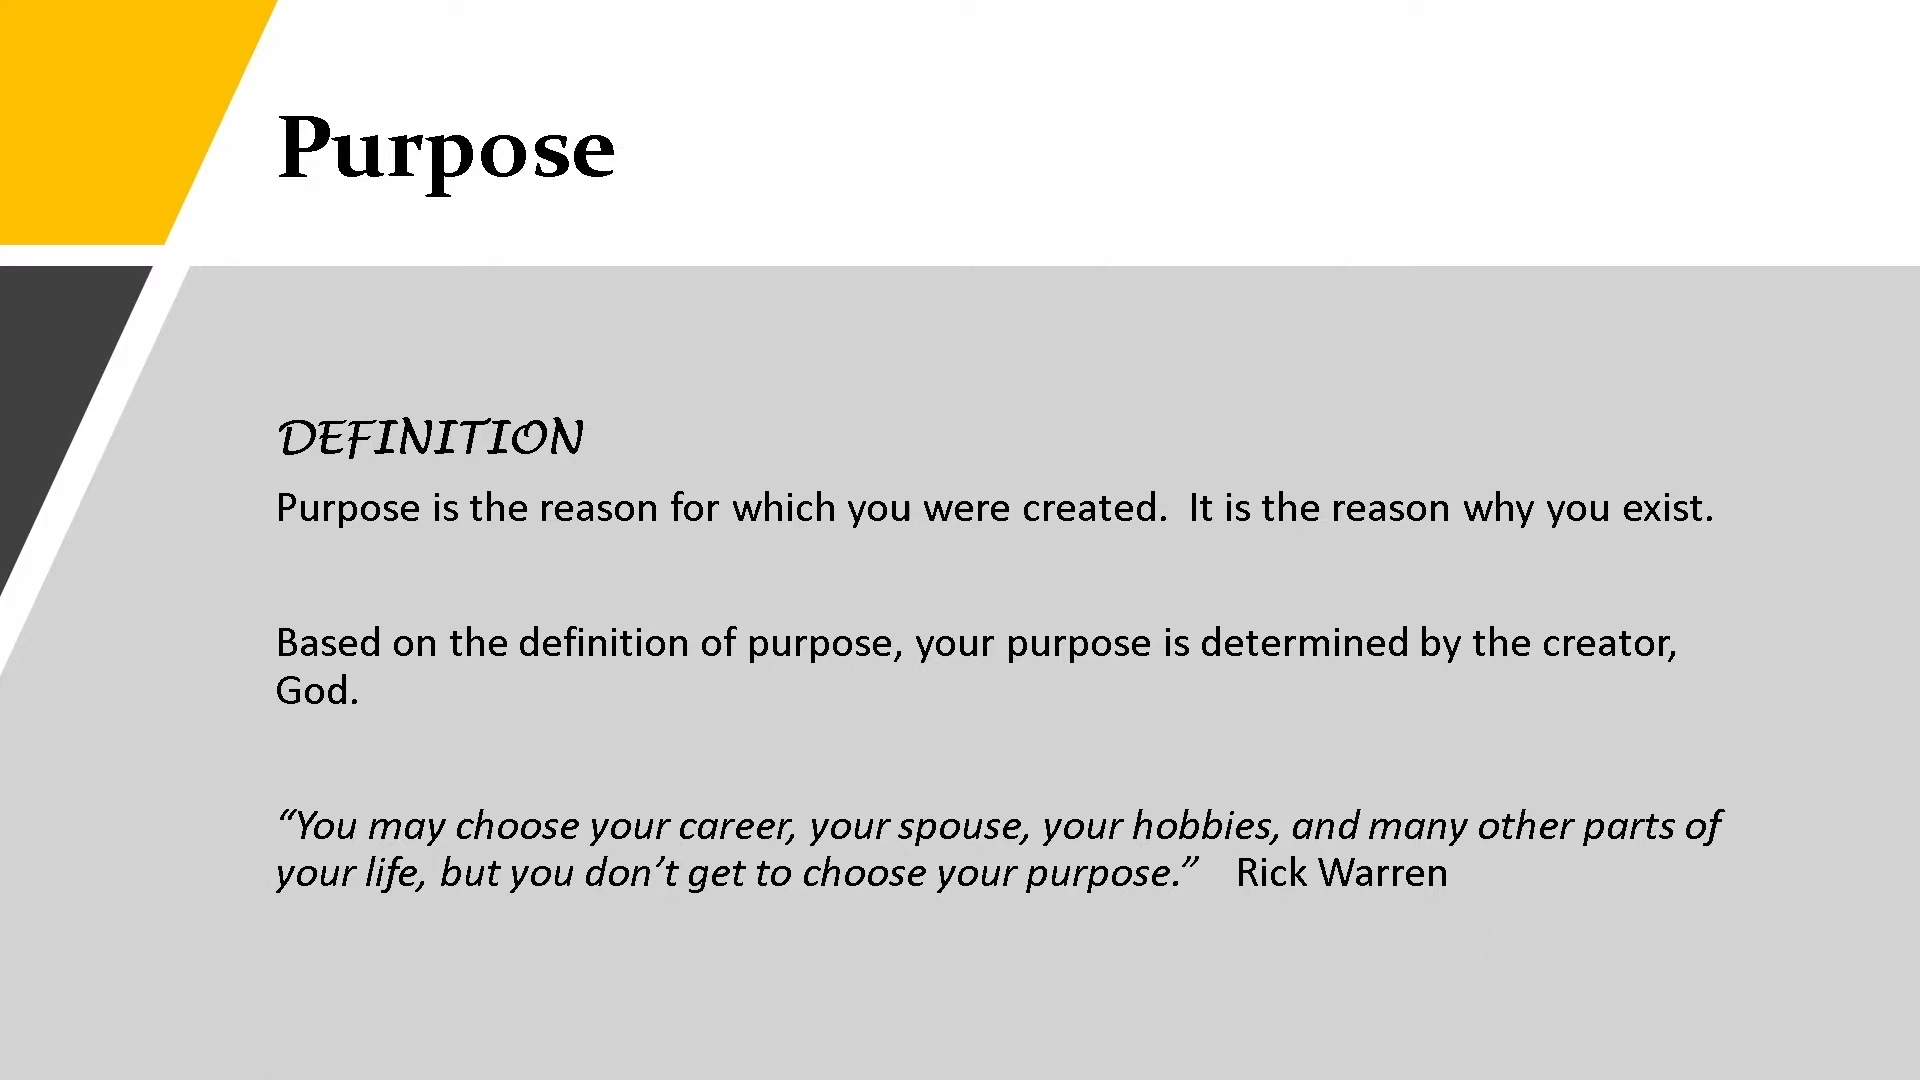 Purpose
DEFINITION
Purpose is the reason for which you were created.  It is the reason why you exist.
Based on the definition of purpose, your purpose is determined by the creator,
God.
“You may choose your career, your spouse, your hobbies, and many other parts of
your life, but you don’t get to choose your purpose.”   Rick Warren